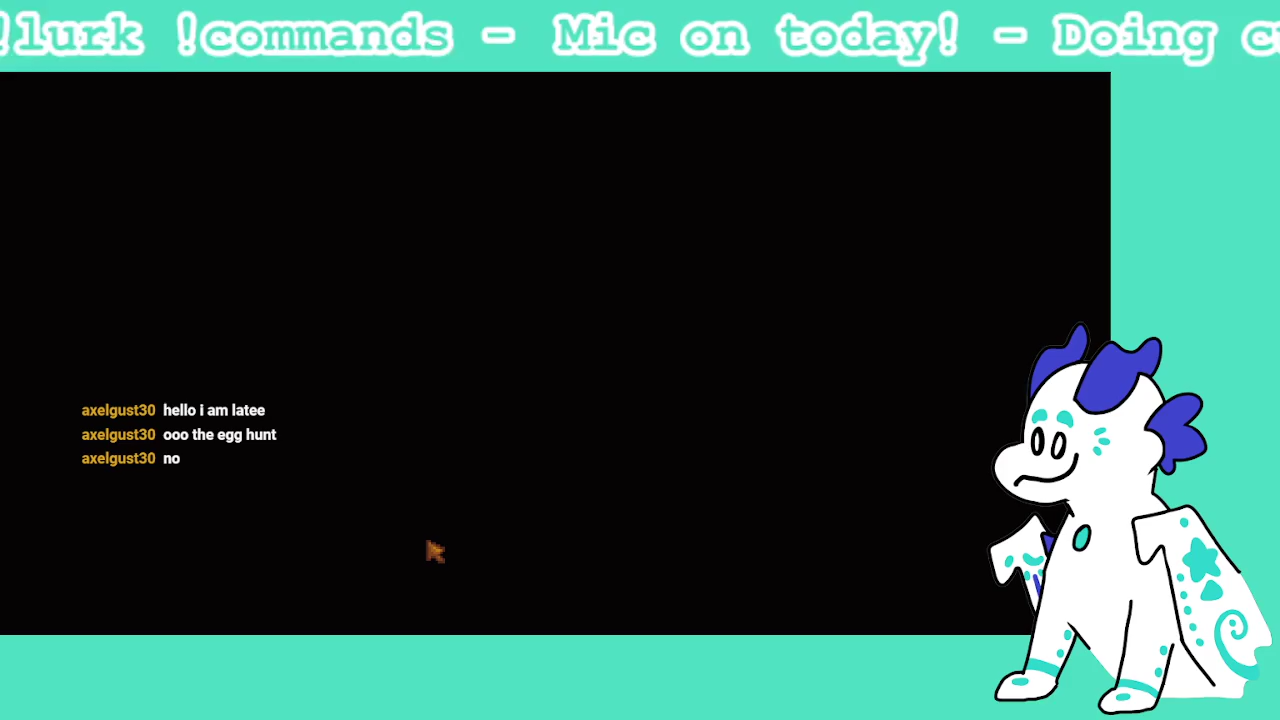 !lurk !commands - Mic on today! - Doing
axelgust30 hello i am latee
axelgust30 ooo the egg hunt
axelgust30 no